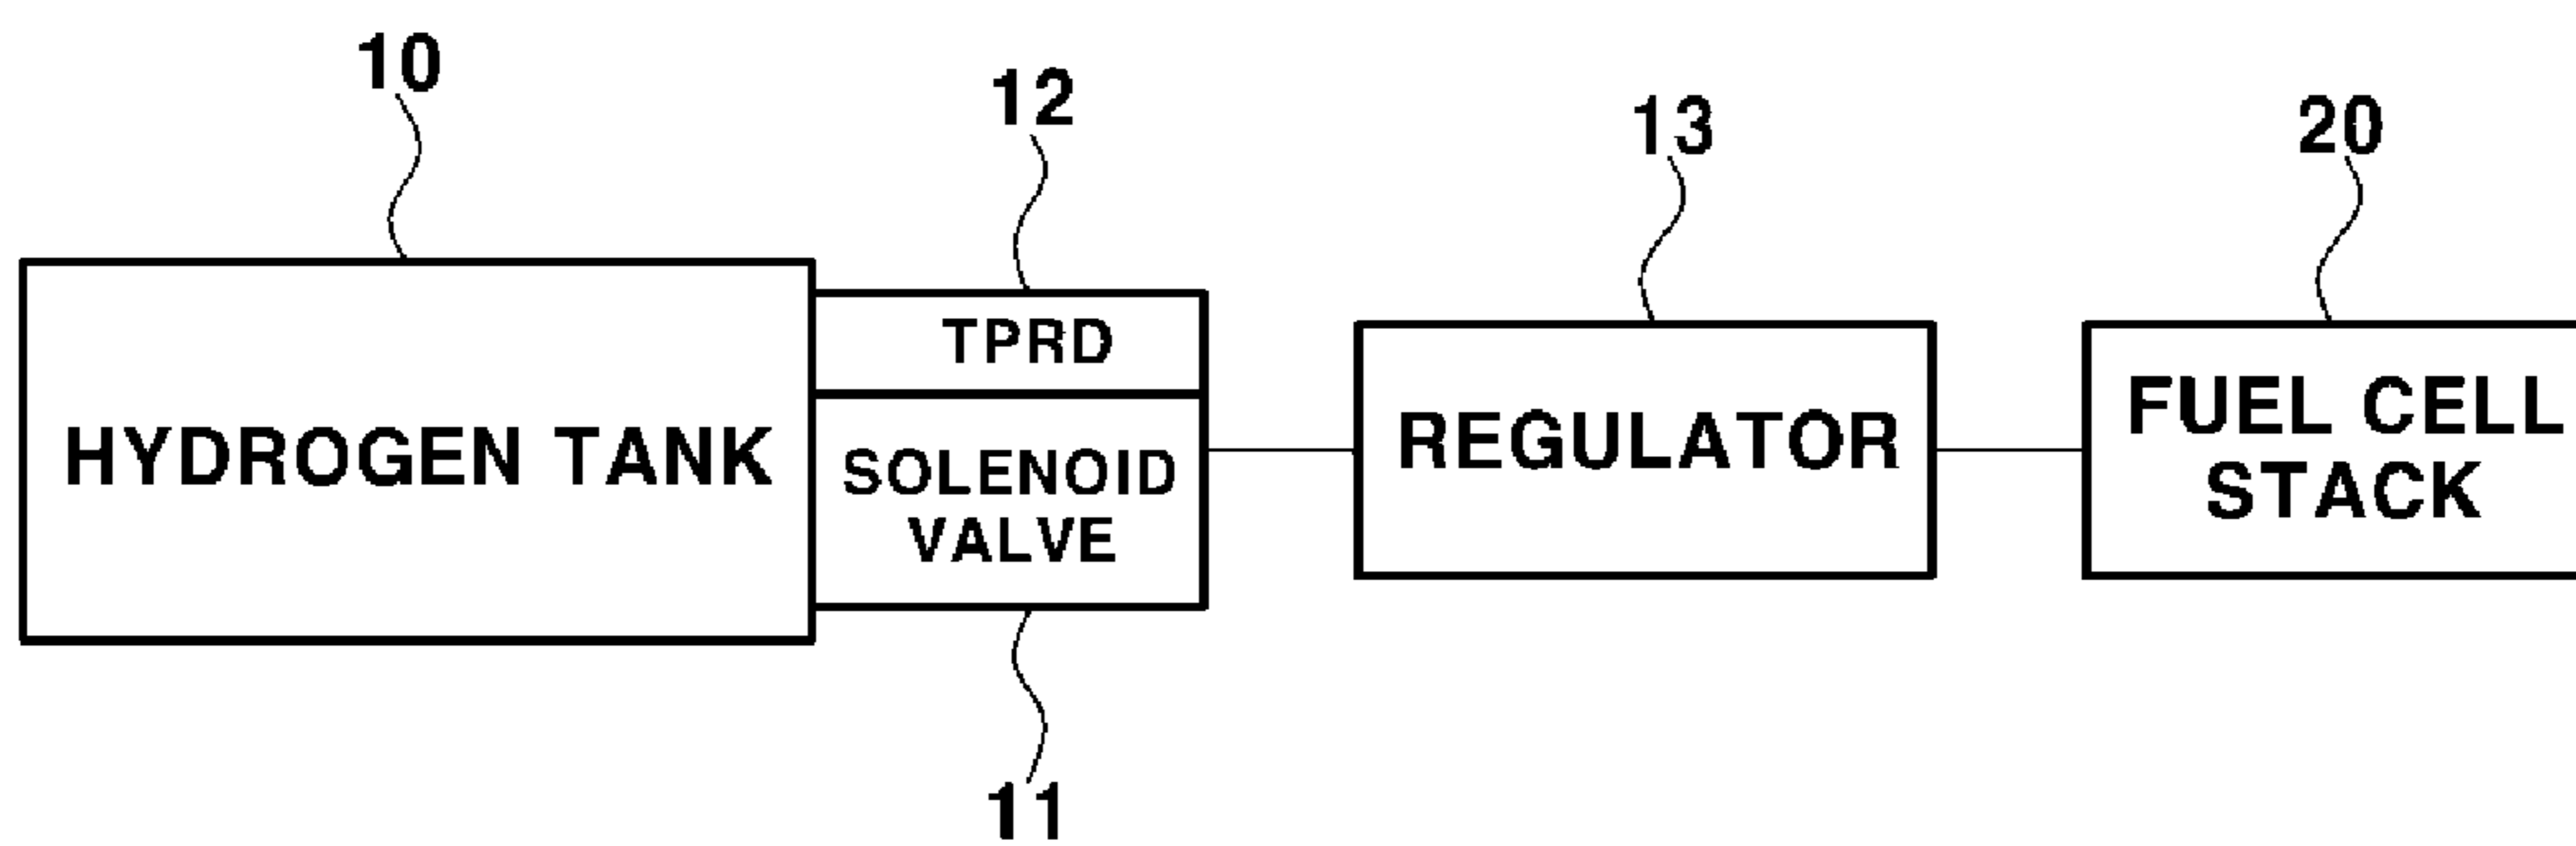 10
12
13
20
HYDROGEN TANK
TPRD
SOLENOID
VALVE
REGULATOR
FUEL CELL
STACK
11